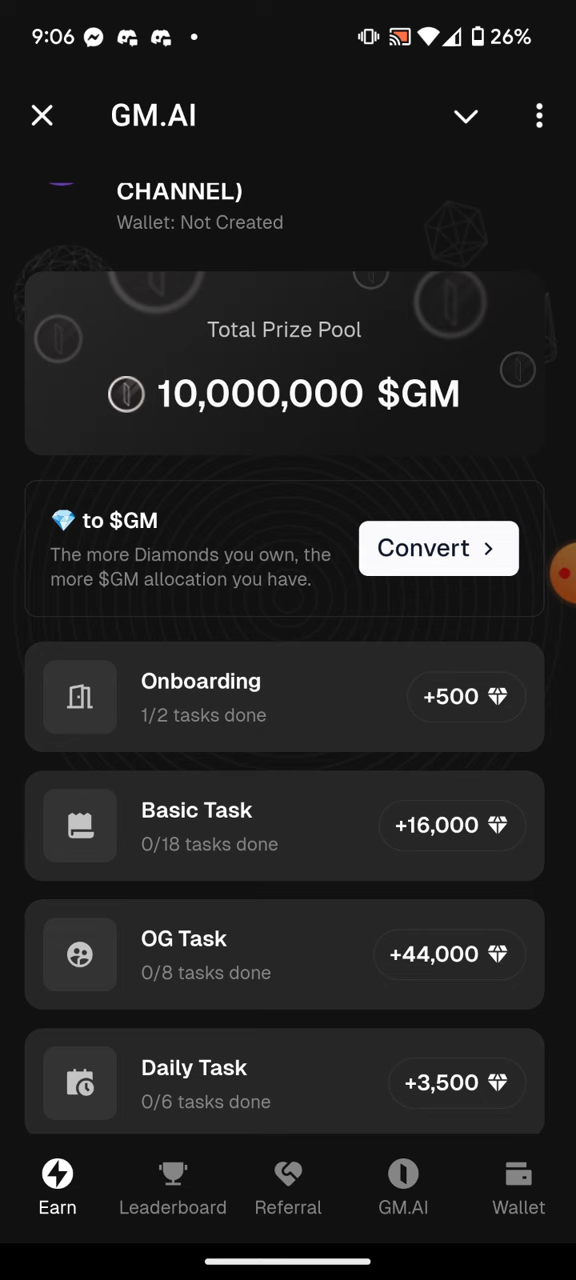 9:06
26%
GM.AI
CHANNEL)
Wallet: Not Created
Total Prize Pool
10,000,000 $GM
💎 to $GM
The more Diamonds you own, the
more $GM allocation you have.
Convert
Onboarding
1/2 tasks done
+500
Basic Task
0/18 tasks done
+16,000
OG Task
0/8 tasks done
+44,000
Daily Task
0/6 tasks done
+3,500
Earn
Leaderboard
Referral
GM.AI
Wallet